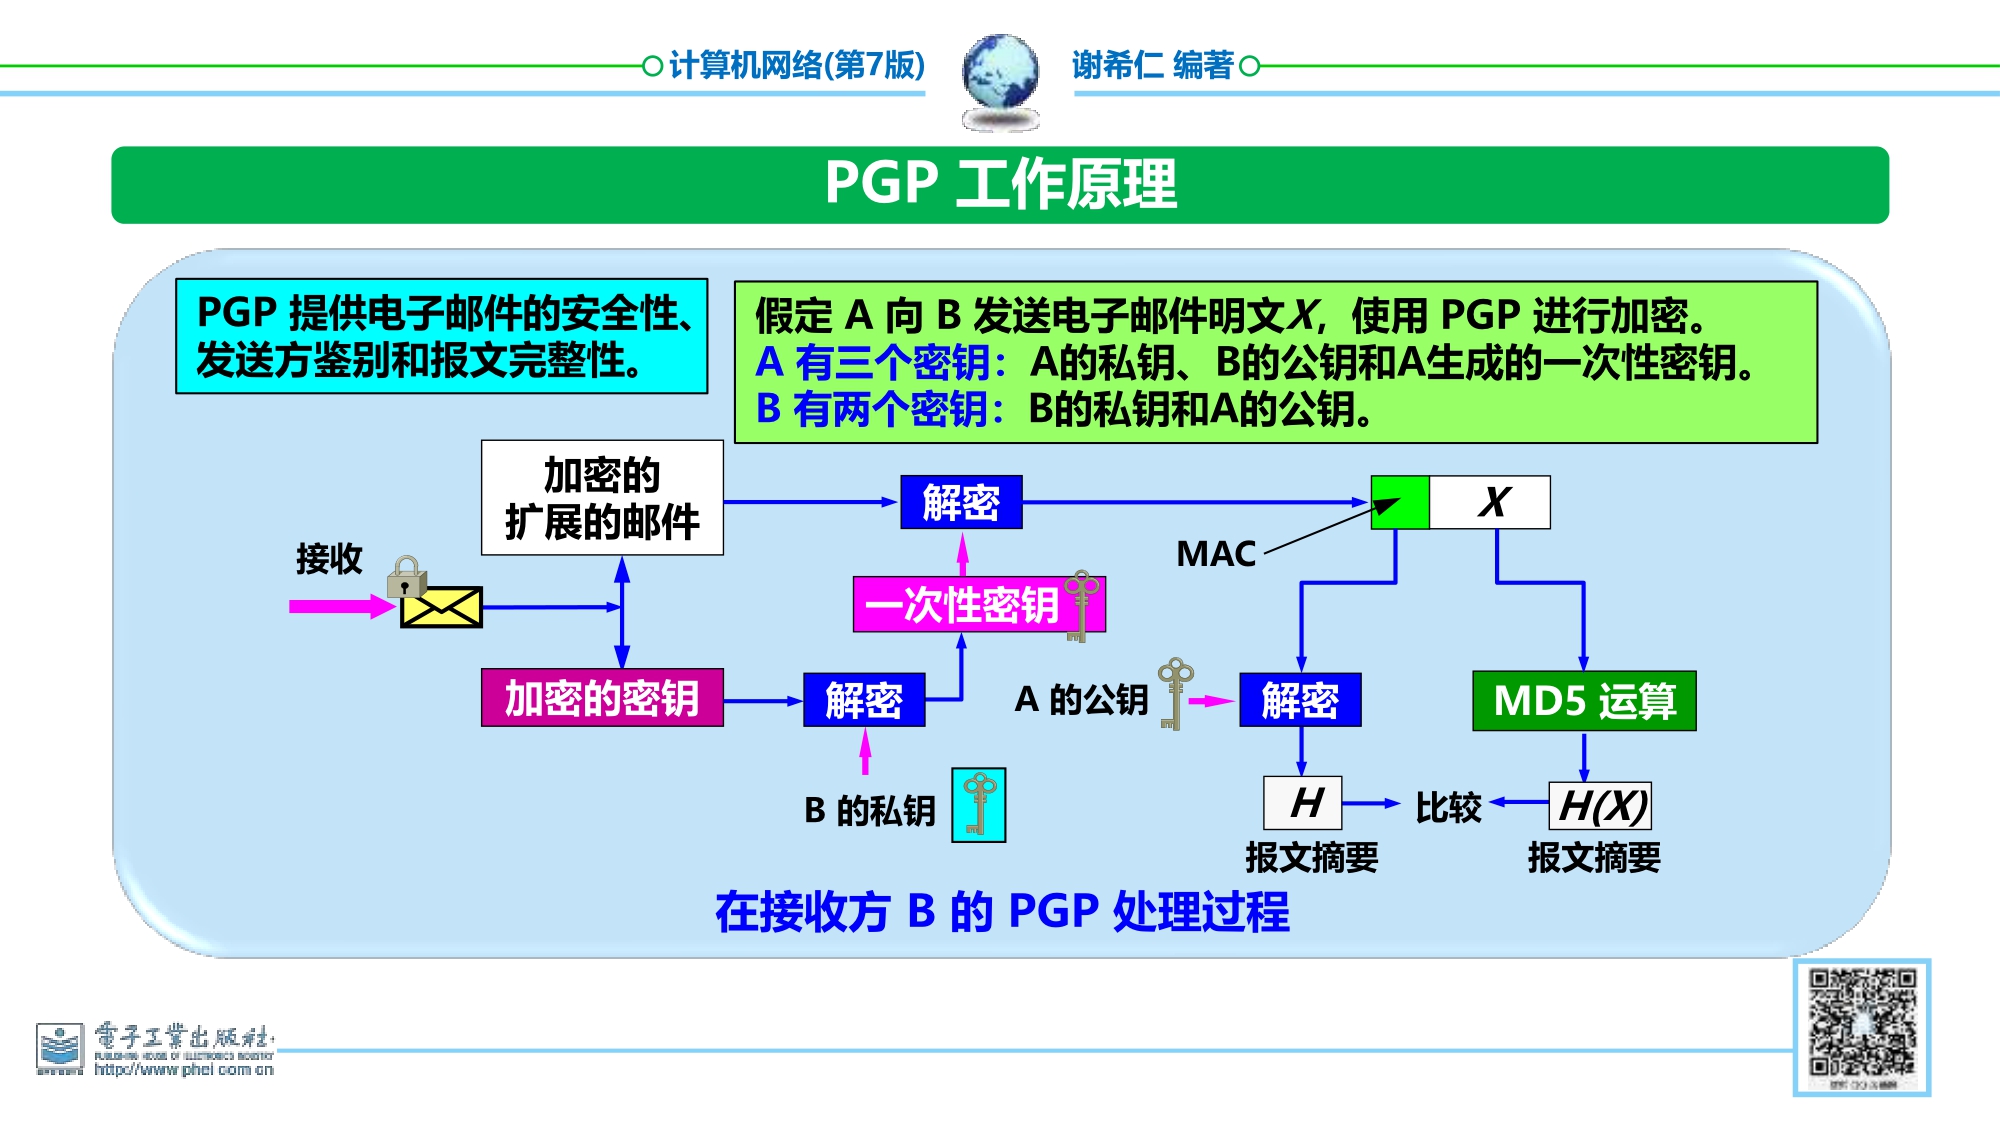 计算机网络(第7版)
谢希仁 编著
PGP 工作原理
PGP 提供电子邮件的安全性、
发送方鉴别和报文完整性。
假定 A 向 B 发送电子邮件明文X，使用 PGP 进行加密。
A 有三个密钥：A的私钥、B的公钥和A生成的一次性密钥。
B 有两个密钥：B的私钥和A的公钥。
加密的
扩展的邮件
解密
X
MAC
接收
一次性密钥
加密的密钥
解密
A 的公钥
解密
MD5 运算
B 的私钥
H
比较
H(X)
报文摘要
报文摘要
在接收方 B 的 PGP 处理过程
電子工業出版社
PUBLISHING HOUSE OF ELECTRONICS INDUSTRY
http://www.phei.com.cn